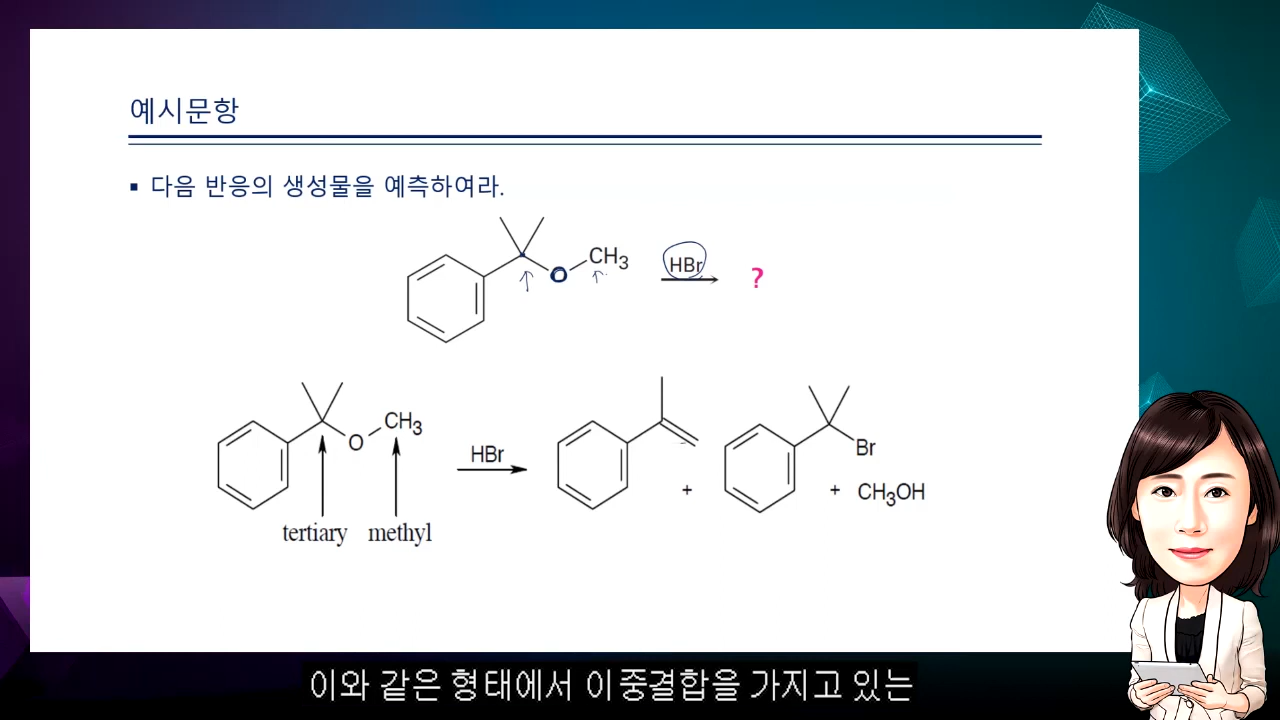 예시문항
▪ 다음 반응의 생성물을 예측하여라.
O CH3 HBr ?
O CH3 HBr Br
+ + CH3OH
tertiary methyl
이와 같은 형태에서 이중결합을 가지고 있는